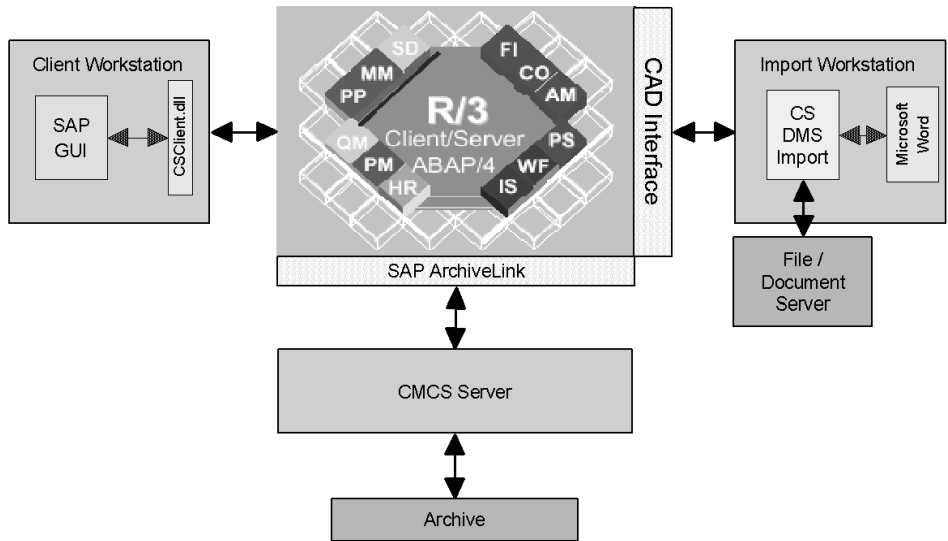 Client Workstation
SAP
GUI
CSClient.dll
SD
MM
PP
QM
PM
HR
R/3
Client/Server
ABAP/4
FI
CO
AM
PS
WF
IS
CAD Interface
SAP ArchiveLink
Import Workstation
CS
DMS
Import
Microsoft
Word
File /
Document
Server
CMCS Server
Archive